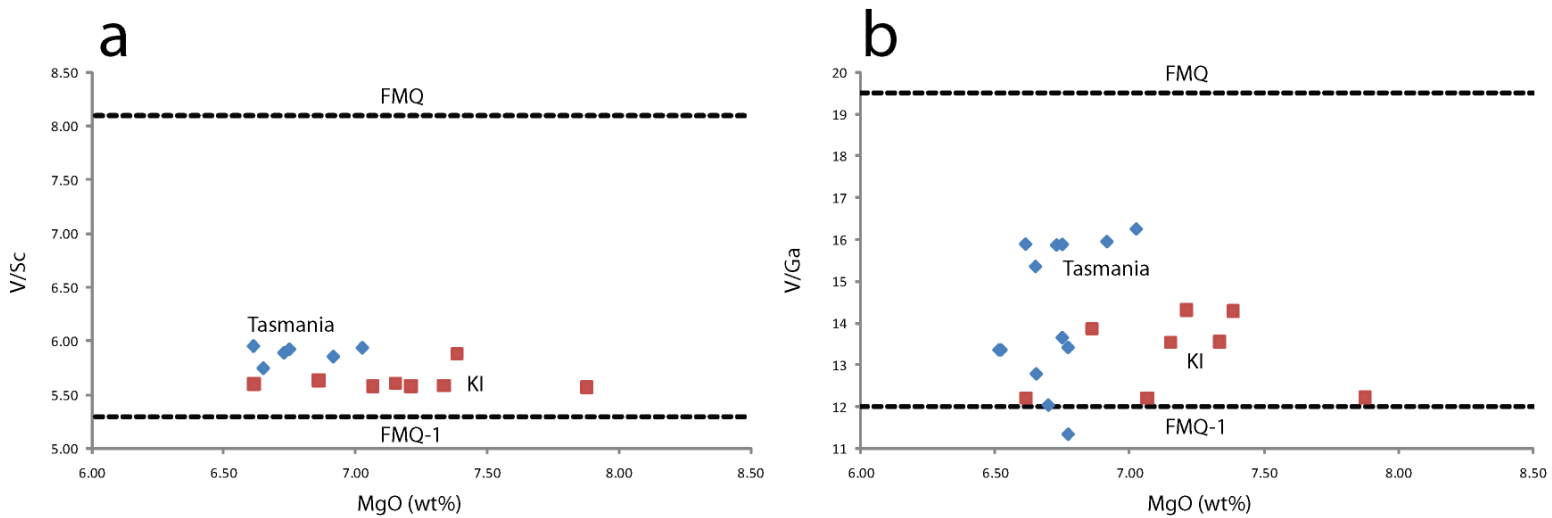 a
8.50
8.00
7.50
7.00
6.50
6.00
5.50
5.00
V/Sc
FMQ
Tasmania
KI
FMQ-1
6.00 6.50 7.00 7.50 8.00 8.50
MgO (wt%)
b
20
19
18
17
16
15
14
13
12
11
V/Ga
FMQ
Tasmania
KI
FMQ-1
6.00 6.50 7.00 7.50 8.00 8.50
MgO (wt%)